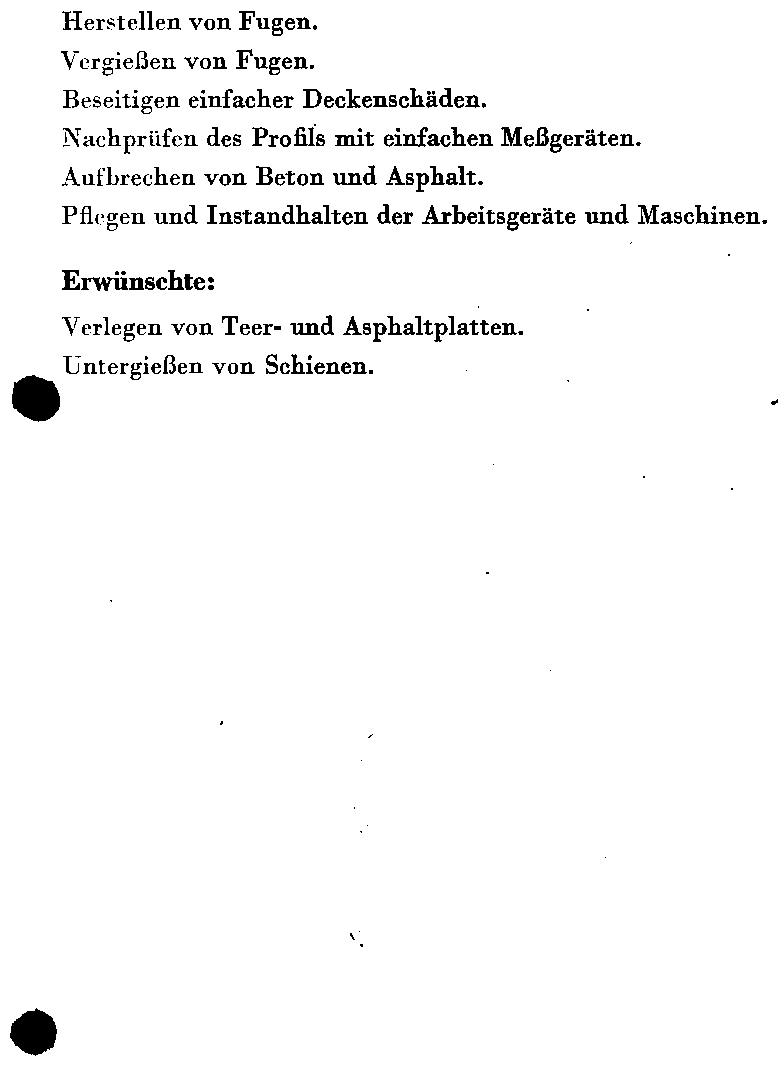 Herstellen von Fugen.
Vergießen von Fugen.
Beseitigen einfacher Deckenschäden.
Nachprüfen des Profils mit einfachen Meßgeräten.
Aufbrechen von Beton und Asphalt.
Pflegen und Instandhalten der Arbeitsgeräte und Maschinen.
Erwünschte:
Verlegen von Teer- und Asphaltplatten.
Untergießen von Schienen.